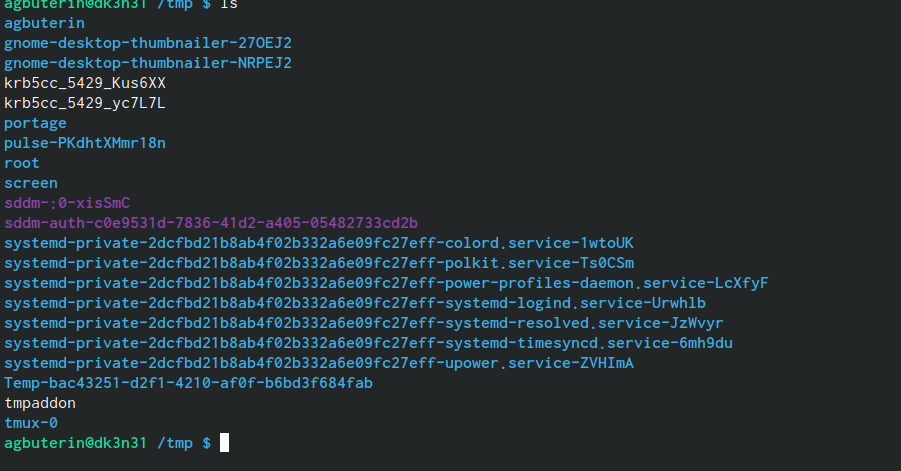 agbuterin@dk3n31 /tmp $ ls
agbuterin
gnome-desktop-thumbnailer-27OEJ2
gnome-desktop-thumbnailer-NRPEJ2
krb5cc_5429_Kus6XX
krb5cc_5429_yc7L7L
portage
pulse-PKdhtXMmr18n
root
screen
sddm-:0-xisSmC
sddm-auth-c0e9531d-7836-41d2-a405-05482733cd2b
systemd-private-2dcfbd21b8ab4f02b332a6e09fc27eff-colord.service-1wtoUK
systemd-private-2dcfbd21b8ab4f02b332a6e09fc27eff-polkit.service-Ts0CSm
systemd-private-2dcfbd21b8ab4f02b332a6e09fc27eff-power-profiles-daemon.service-LcXfyF
systemd-private-2dcfbd21b8ab4f02b332a6e09fc27eff-systemd-logind.service-Urwhlb
systemd-private-2dcfbd21b8ab4f02b332a6e09fc27eff-systemd-resolved.service-JzWvyr
systemd-private-2dcfbd21b8ab4f02b332a6e09fc27eff-systemd-timesyncd.service-6mh9du
systemd-private-2dcfbd21b8ab4f02b332a6e09fc27eff-upower.service-ZVHImA
Temp-bac43251-d2f1-4210-af0f-b6bd3f684fab
tmpaddon
tmux-0
agbuterin@dk3n31 /tmp $